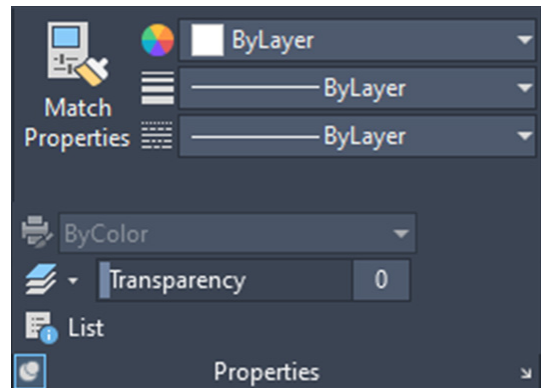 ByLayer
ByLayer
Match
Properties
ByLayer
ByColor
Transparency 0
List
Properties